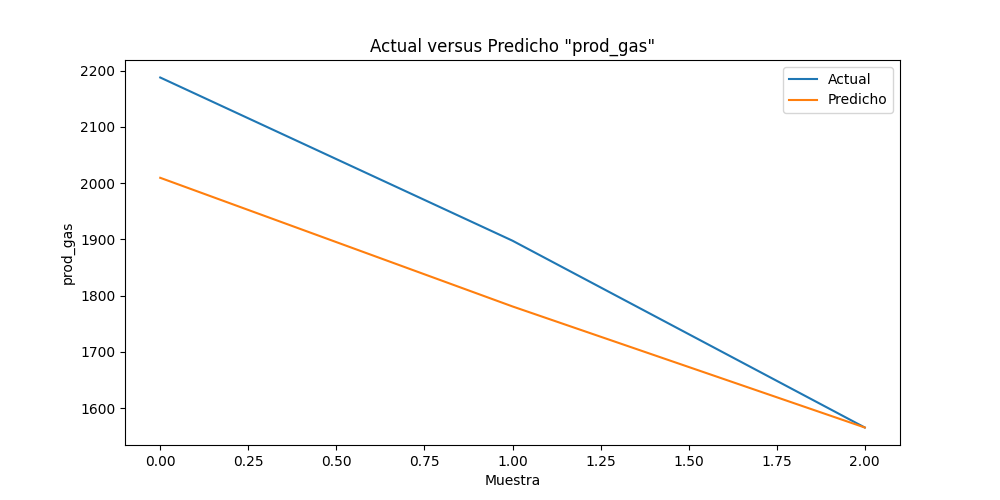 Actual versus Predicho "prod_gas"
Actual
Predicho
prod_gas
2200
2100
2000
1900
1800
1700
1600
0.00 0.25 0.50 0.75 1.00 1.25 1.50 1.75 2.00
Muestra